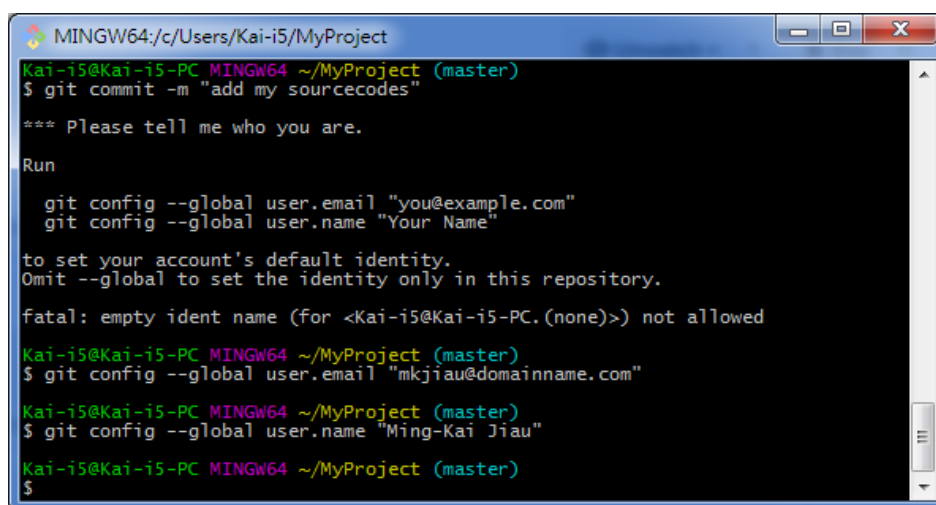 MINGW64:/c/Users/Kai-i5/MyProject
Kai-i5@Kai-i5-PC MINGW64 ~/MyProject (master)
$ git commit -m "add my sourcecodes"
*** Please tell me who you are.
Run
git config --global user.email "you@example.com"
git config --global user.name "Your Name"
to set your account's default identity.
Omit --global to set the identity only in this repository.
fatal: empty ident name (for <Kai-i5@Kai-i5-PC.(none)>) not allowed
Kai-i5@Kai-i5-PC MINGW64 ~/MyProject (master)
$ git config --global user.email "mkjiau@domainname.com"
Kai-i5@Kai-i5-PC MINGW64 ~/MyProject (master)
$ git config --global user.name "Ming-Kai Jiau"
Kai-i5@Kai-i5-PC MINGW64 ~/MyProject (master)
$